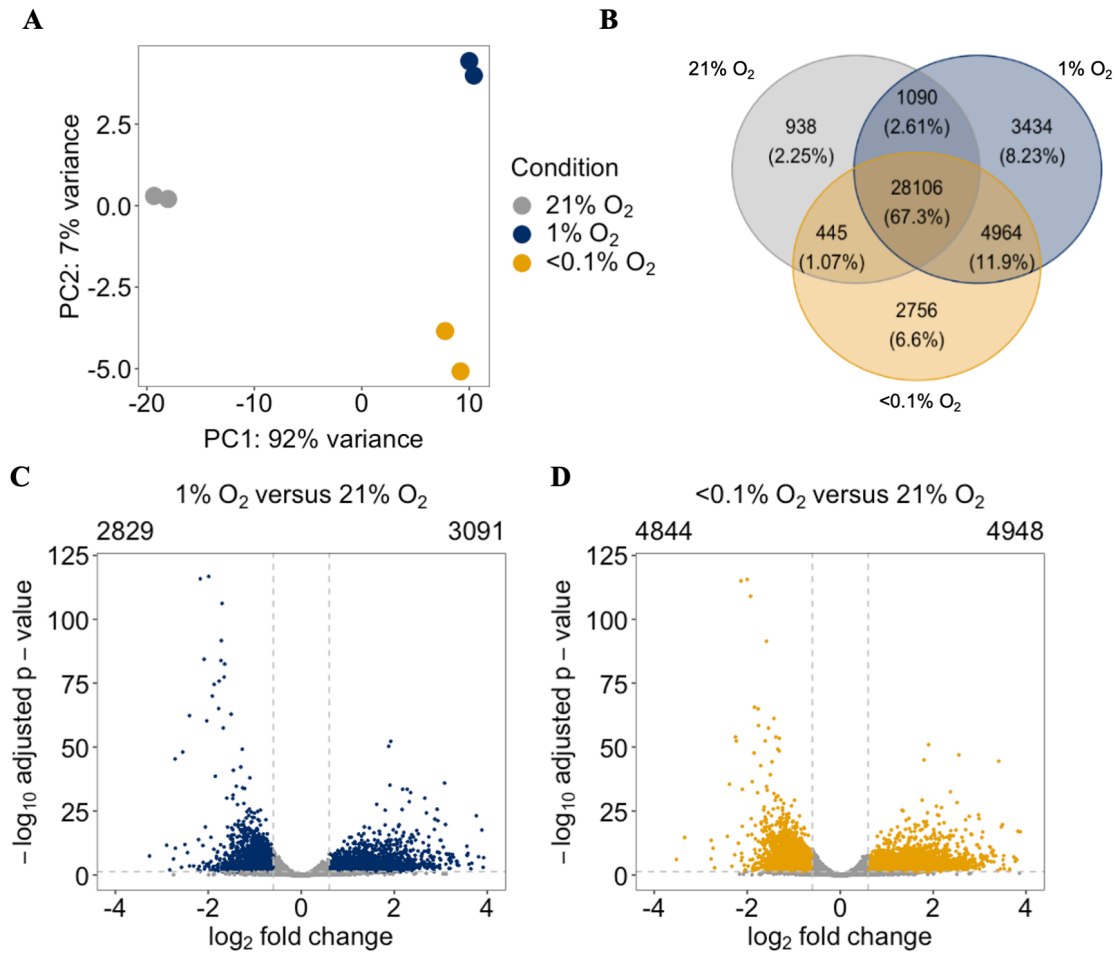 A
PC2: 7% variance
2.5
0.0
-2.5
-5.0
-20
-10
0
10
PC1: 92% variance
Condition
21% O₂
1% O₂
<0.1% O₂
B
21% O₂
1% O₂
938
(2.25%)
1090
(2.61%)
3434
(8.23%)
28106
(67.3%)
445
(1.07%)
4964
(11.9%)
2756
(6.6%)
<0.1% O₂
C
1% O₂ versus 21% O₂
2829
3091
− log₁₀ adjusted p − value
125
100
75
50
25
0
-4
-2
0
2
4
log₂ fold change
D
<0.1% O₂ versus 21% O₂
4844
4948
− log₁₀ adjusted p − value
125
100
75
50
25
0
-4
-2
0
2
4
log₂ fold change